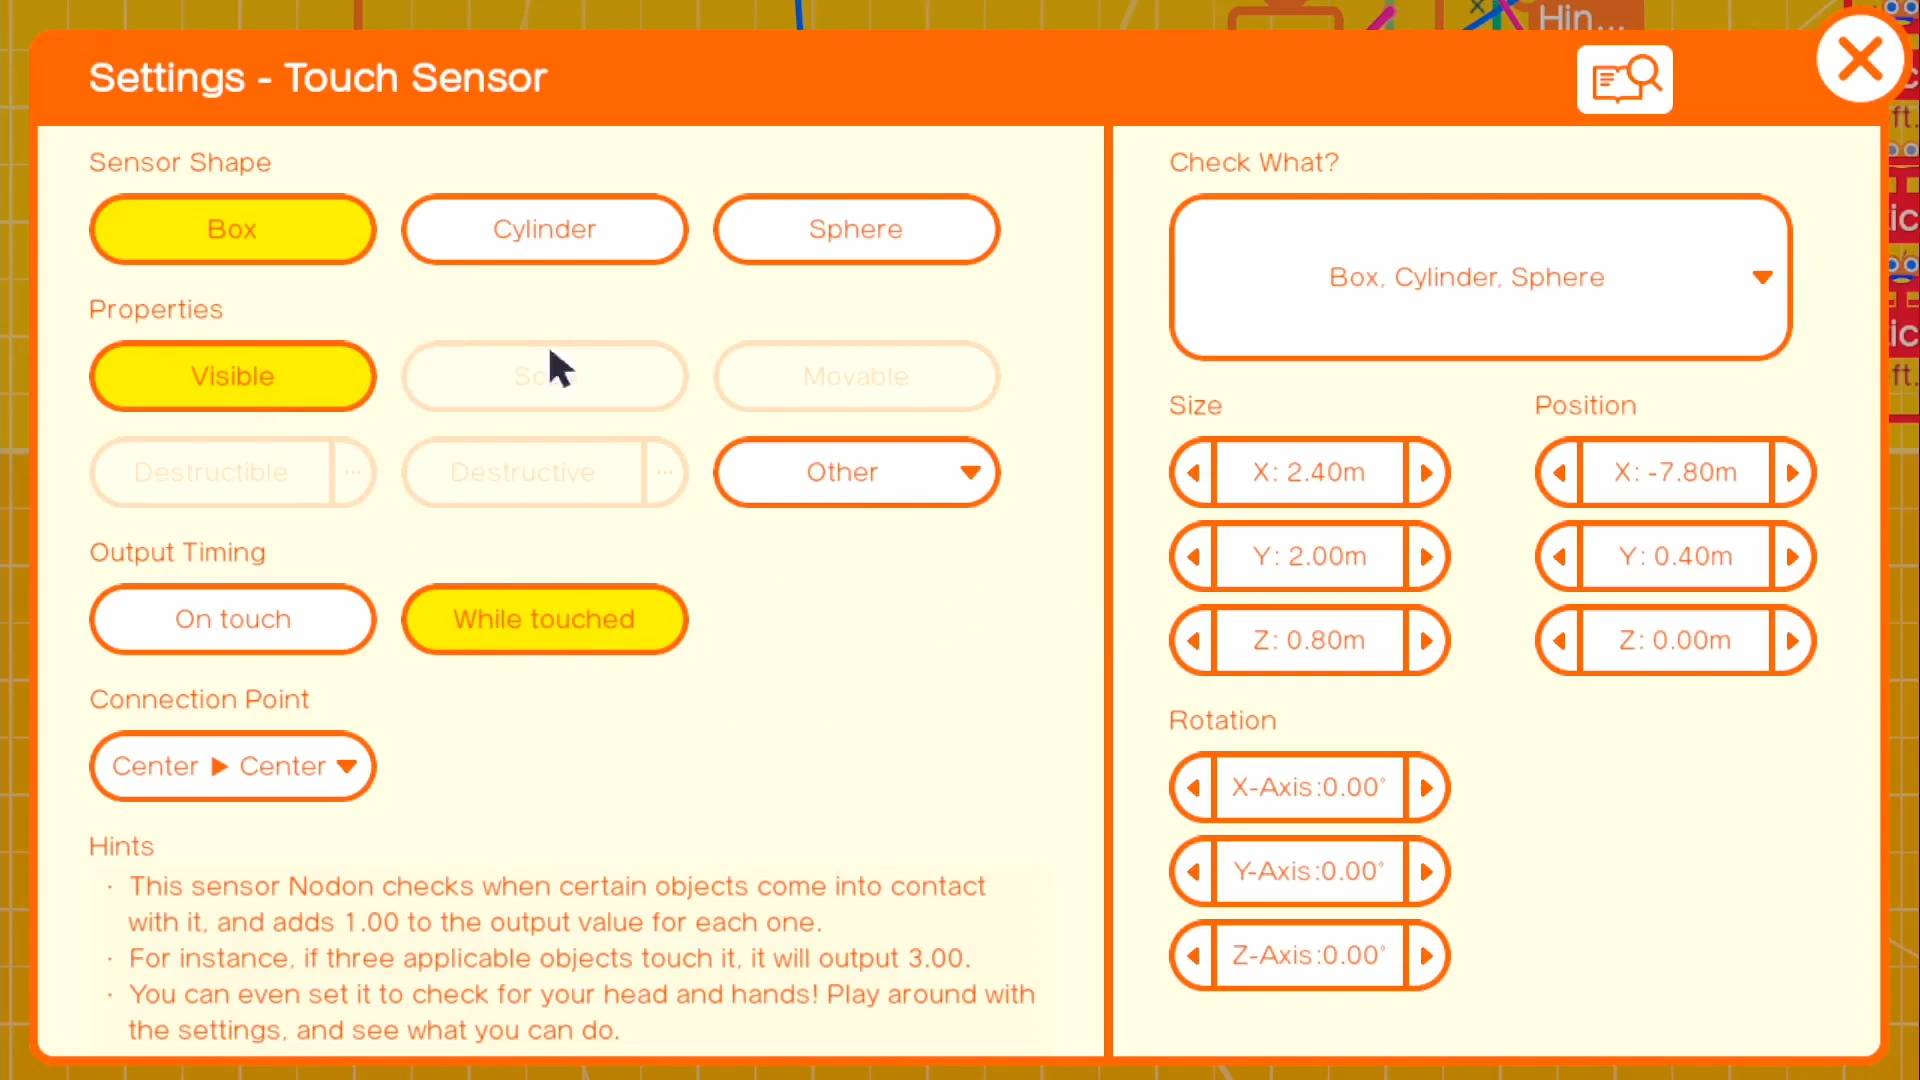 Hin...
Settings - Touch Sensor
Sensor Shape
Box
Cylinder
Sphere
Properties
Visible
Movable
Destructible ...
Destructive ...
Other
Output Timing
On touch
While touched
Connection Point
Center ▶ Center
Hints
· This sensor Nodon checks when certain objects come into contact
with it, and adds 1.00 to the output value for each one.
· For instance, if three applicable objects touch it, it will output 3.00.
· You can even set it to check for your head and hands! Play around with
the settings, and see what you can do.
Check What?
Box, Cylinder, Sphere
Size
X: 2.40m
Y: 2.00m
Z: 0.80m
Position
X: -7.80m
Y: 0.40m
Z: 0.00m
Rotation
X-Axis:0.00°
Y-Axis:0.00°
Z-Axis:0.00°
ft.
ic
ic
ft.